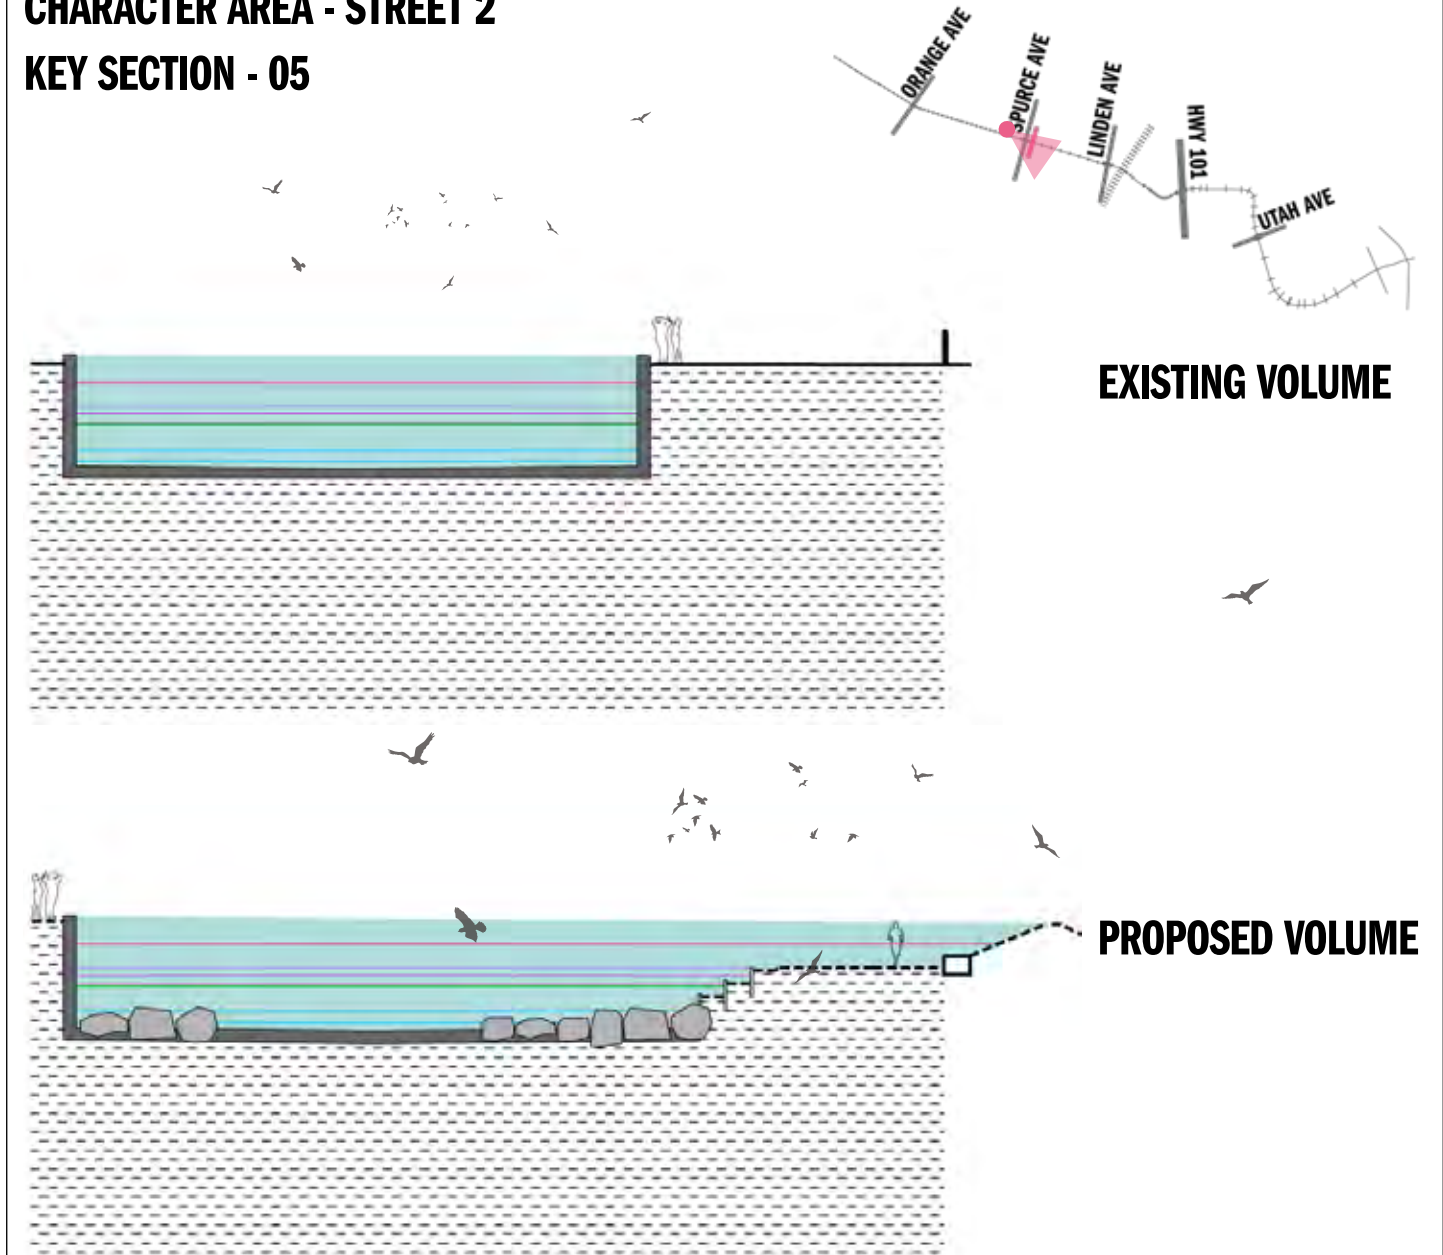 CHARACTER AREA - STREET 2
KEY SECTION - 05
ORANGE AVE
SPURCE AVE
LINDEN AVE
HWY 101
UTAH AVE
EXISTING VOLUME
PROPOSED VOLUME